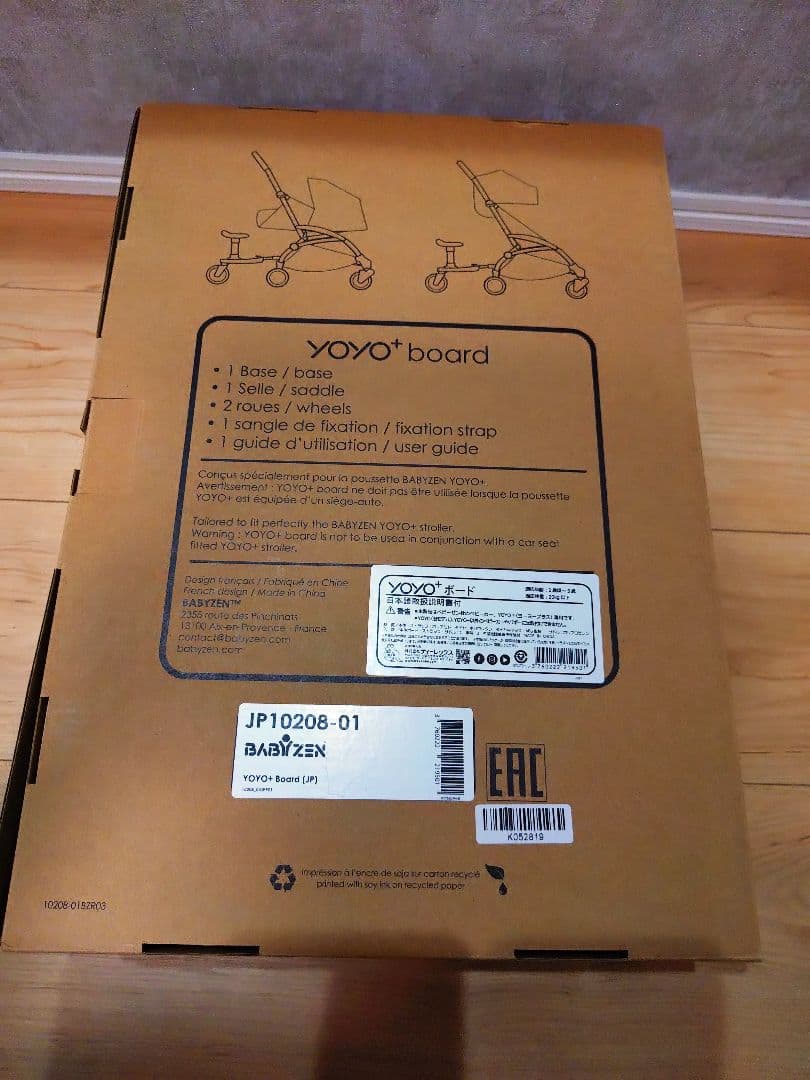 YOYO+ board
• 1 Base / base
• 1 Selle / saddle
• 2 roues / wheels
• 1 sangle de fixation / fixation strap
• 1 guide d'utilisation / user guide
Conçus spécialement pour la poussette BABYZEN YOYO+.
Avertissement : YOYO+ board ne doit pas être utilisée lorsque la poussette
YOYO+ est équipée d'un siège-auto.
Tailored to fit perfectly the BABYZEN YOYO+ stroller.
Warning : YOYO+ board is not to be used in conjunction with a car seat
fitted YOYO+ stroller.
Design français / Fabriqué en Chine
French design / Made in China
BABYZEN™
2355 route des Pinchinats
13100 Aix-en-Provence - France
contact@babyzen.com
babyzen.com
YOYO+ボード
日本語取扱説明書付
警告
JP10208-01
BABYZEN
YOYO+ Board (JP)
EAC
K052819
impression à l'encre de soja sur carton recyclé
printed with soy ink on recycled paper
10208-01BZR03